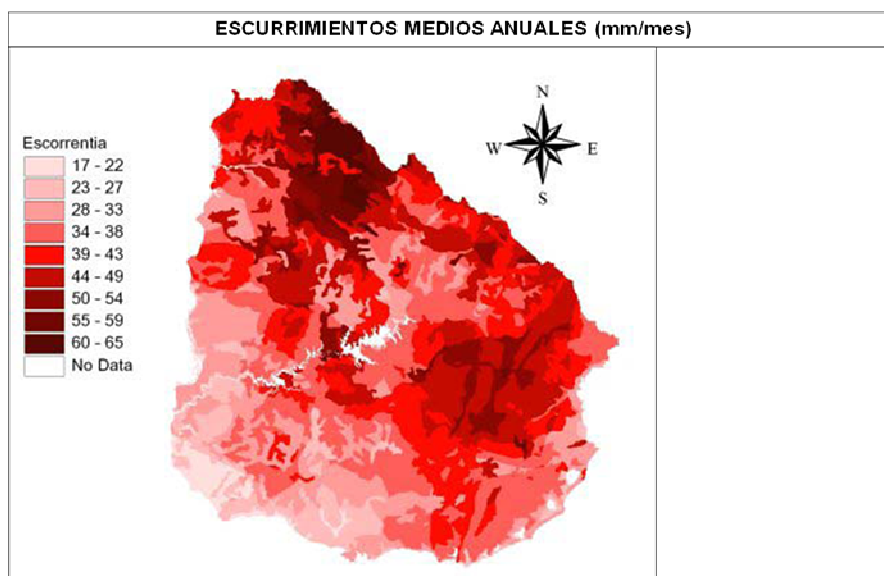 ESCURRIMIENTOS MEDIOS ANUALES (mm/mes)
N
W E
S
Escorrentia
17 - 22
23 - 27
28 - 33
34 - 38
39 - 43
44 - 49
50 - 54
55 - 59
60 - 65
No Data